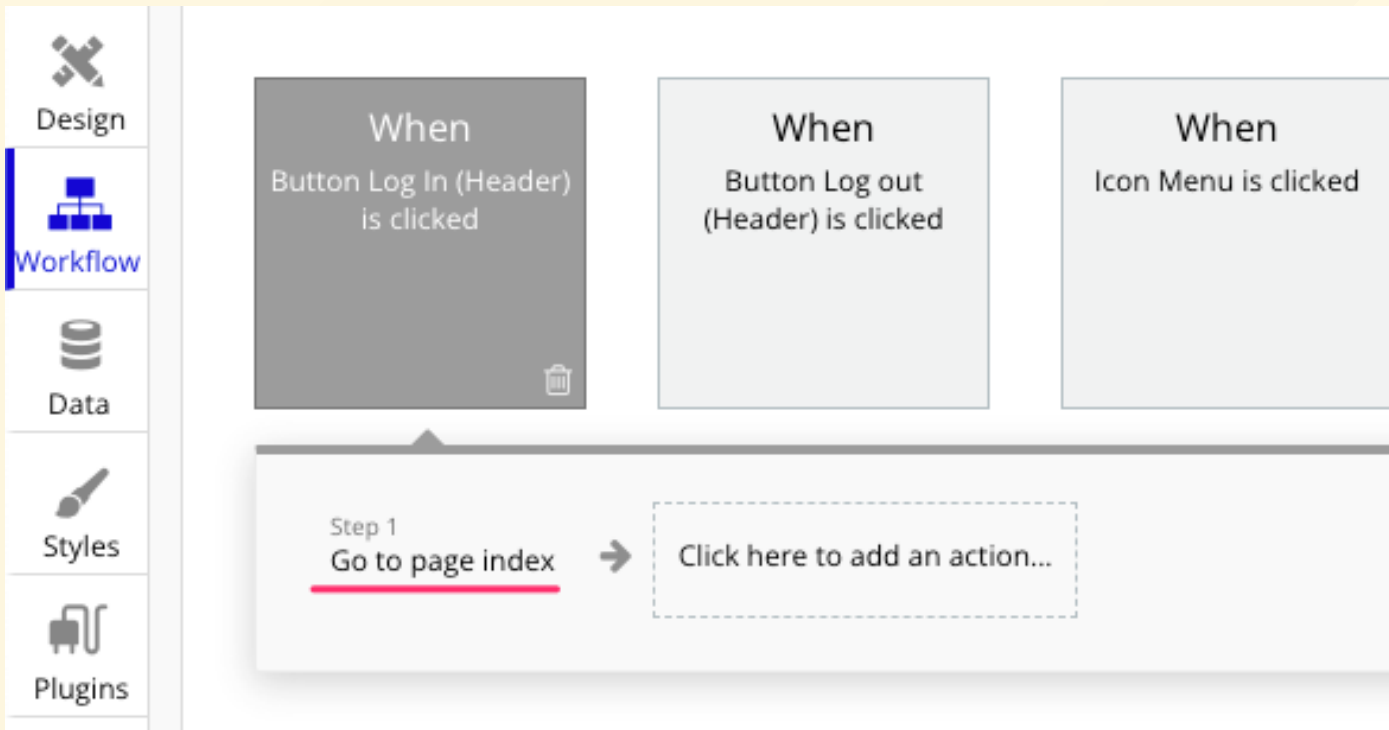 Design
Workflow
Data
Styles
Plugins
When
Button Log In (Header)
is clicked
When
Button Log out
(Header) is clicked
When
Icon Menu is clicked
Step 1
Go to page index
Click here to add an action...